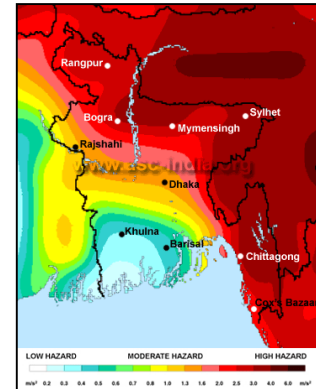 Rangpur
Bogra
Sylhet
Mymensingh
Rajshahi
www.asc-india.org
Dhaka
Khulna
Barisal
Chittagong
Cox's Bazaar
LOW HAZARD MODERATE HAZARD HIGH HAZARD
m/s² 0.2 0.3 0.4 0.5 0.6 0.8 1.0 1.3 1.6 2.0 2.5 3.0 4.0 6.0 m/s²